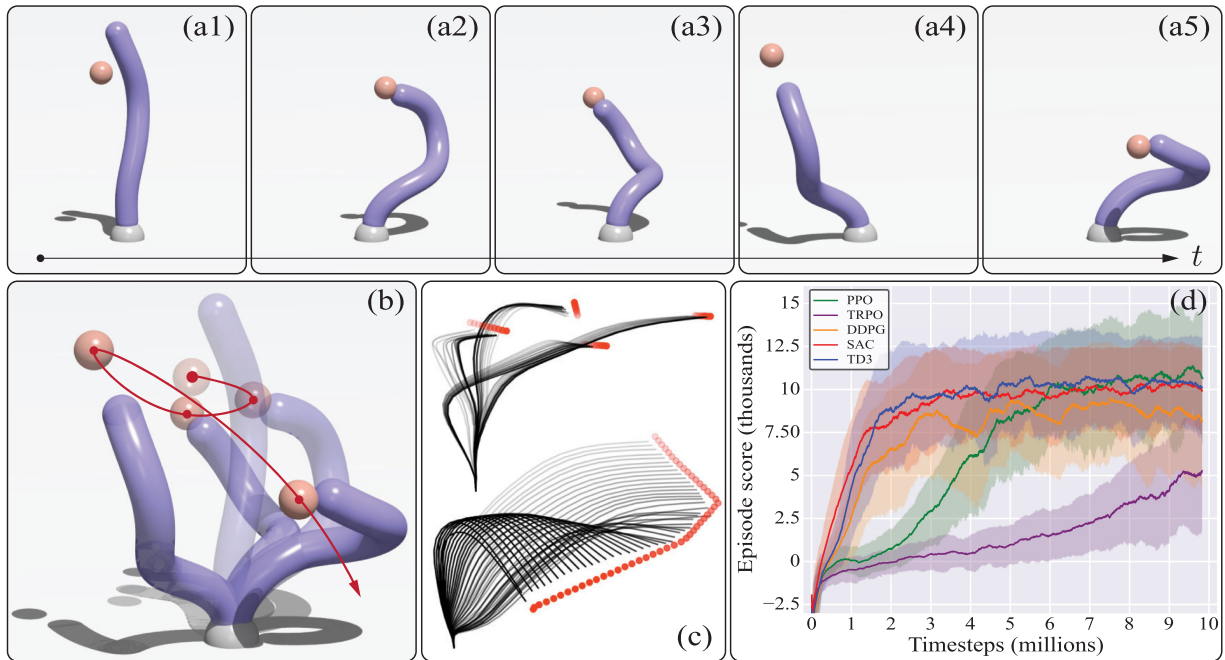 (a1)
(a2)
(a3)
(a4)
(a5)
t
(b)
(c)
(d)
PPO
TRPO
DDPG
SAC
TD3
15
12.5
10
7.50
5
2.5
0
−2.5
Episode score (thousands)
0 1 2 3 4 5 6 7 8 9 10
Timesteps (millions)